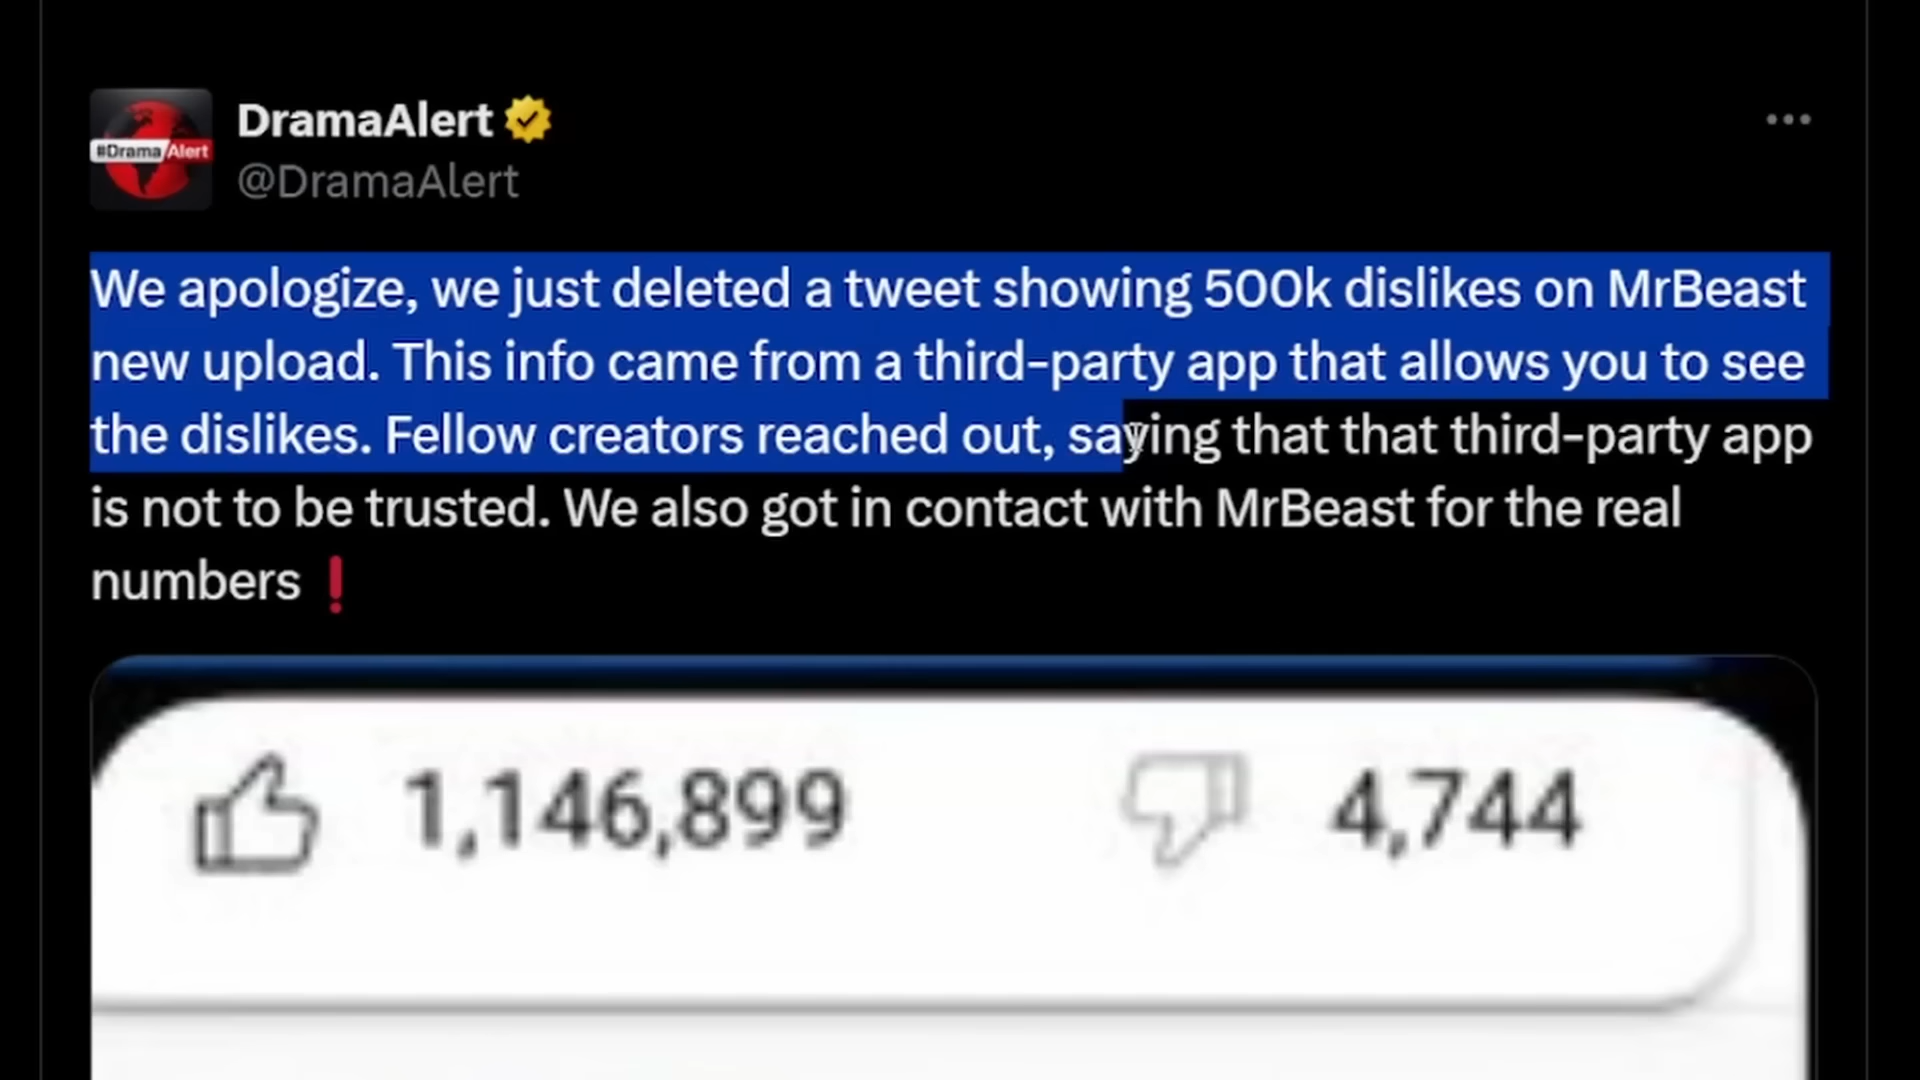 DramaAlert
#Drama Alert
@DramaAlert
We apologize, we just deleted a tweet showing 500k dislikes on MrBeast
new upload. This info came from a third-party app that allows you to see
the dislikes. Fellow creators reached out, saying that that third-party app
is not to be trusted. We also got in contact with MrBeast for the real
numbers❗
1,146,899 4,744